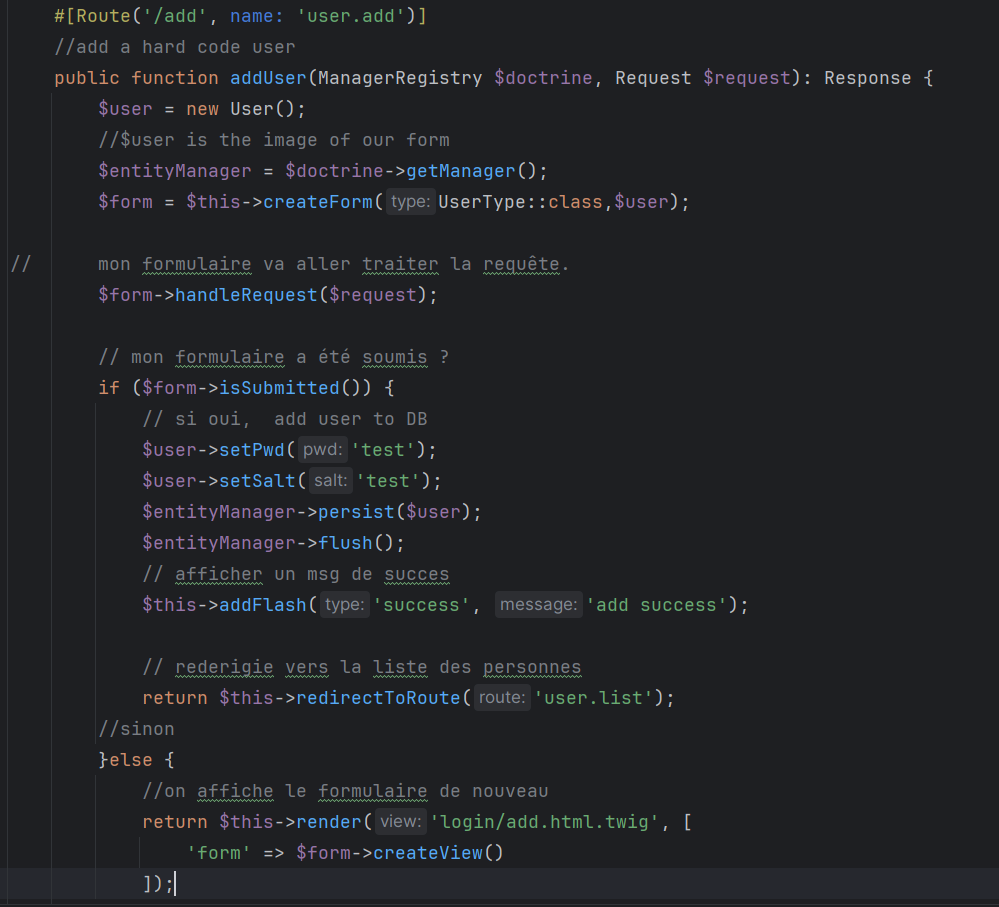 #[Route('/add', name: 'user.add')]
//add a hard code user
public function addUser(ManagerRegistry $doctrine, Request $request): Response {
$user = new User();
//$user is the image of our form
$entityManager = $doctrine->getManager();
$form = $this->createForm( type: UserType::class,$user);
// mon formulaire va aller traiter la requête.
$form->handleRequest($request);
// mon formulaire a été soumis ?
if ($form->isSubmitted()) {
// si oui,  add user to DB
$user->setPwd( pwd: 'test');
$user->setSalt( salt: 'test');
$entityManager->persist($user);
$entityManager->flush();
// afficher un msg de succes
$this->addFlash( type: 'success', message: 'add success');
// rederigie vers la liste des personnes
return $this->redirectToRoute( route: 'user.list');
//sinon
}else {
//on affiche le formulaire de nouveau
return $this->render( view: 'login/add.html.twig', [
'form' => $form->createView()
]);